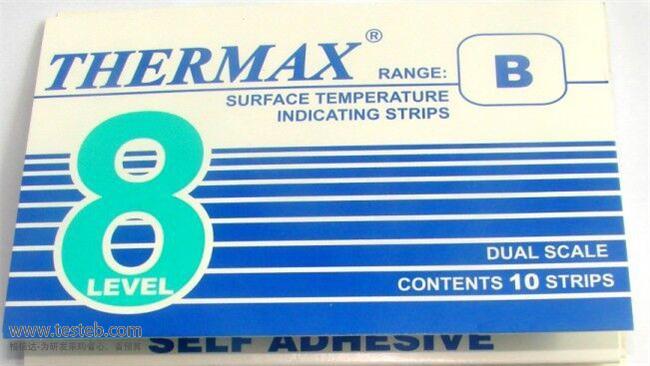 THERMAX®
RANGE: B
SURFACE TEMPERATURE
INDICATING STRIPS
8
LEVEL
DUAL SCALE
CONTENTS 10 STRIPS
www.testeb.com
SELF ADHESIVE